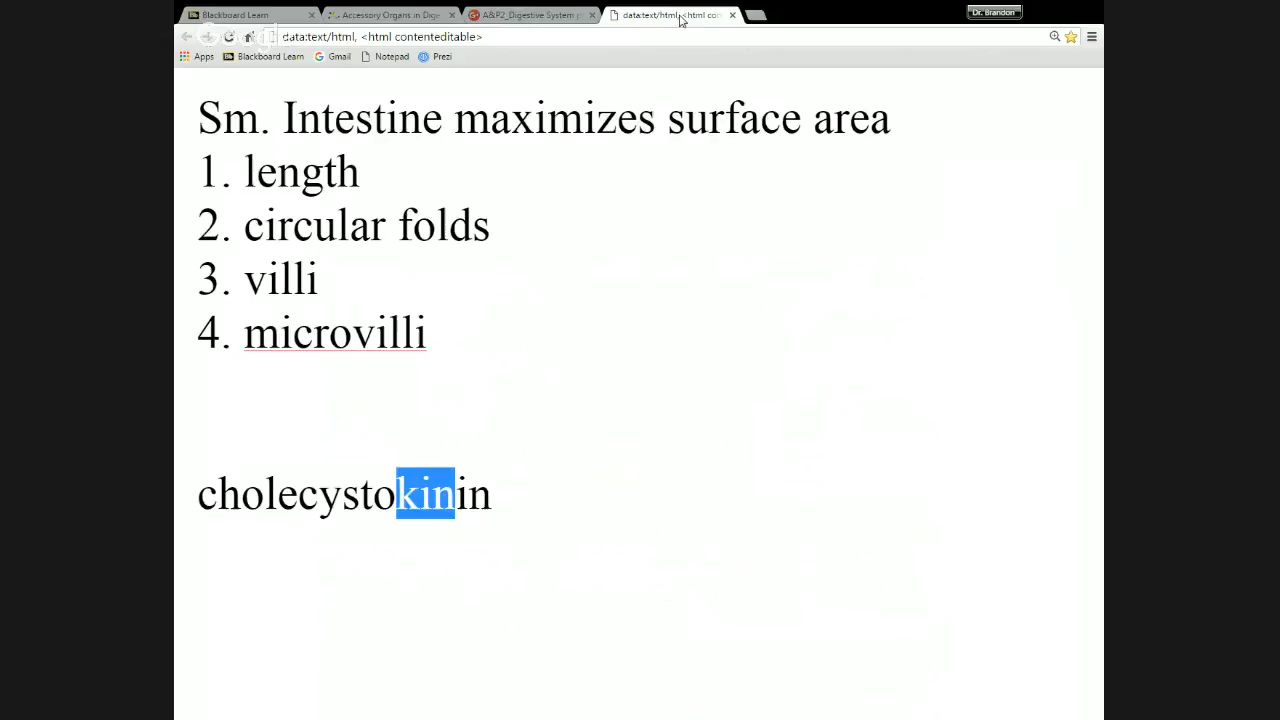 Blackboard Learn
Accessory Organs in Dige
A&P2_Digestive System p
data:text/html, <html con
Dr. Brandon
data:text/html, <html contenteditable>
Apps Blackboard Learn Gmail Notepad Prezi
Sm. Intestine maximizes surface area
1. length
2. circular folds
3. villi
4. microvilli
cholecystokinin